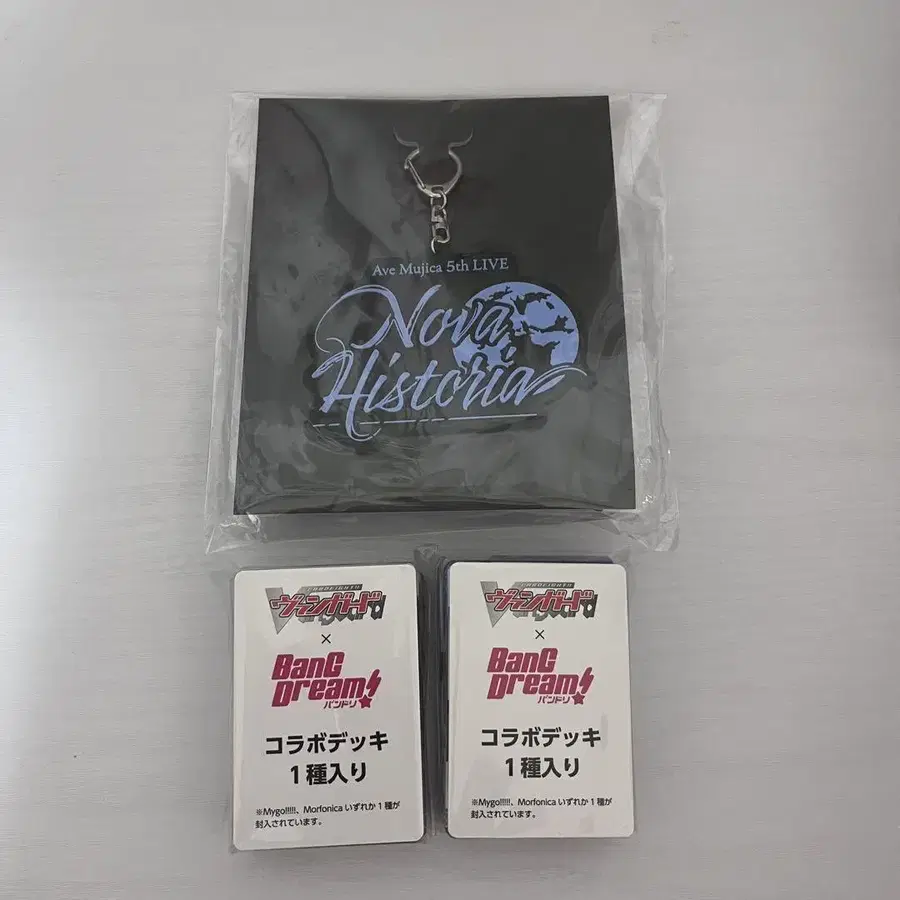 Ave Mujica 5th LIVE
Nova
Historia
CARDFIGHT!!
ヴァンガード
×
BanG
Dream!
バンドリ
コラボデッキ
1種入り
※Mygo!!!!!、Morfonica いずれか 1 種が
封入されています。
CARDFIGHT!!
ヴァンガード
×
BanG
Dream!
バンドリ
コラボデッキ
1種入り
※Mygo!!!!!、Morfonica いずれか 1 種が
封入されています。